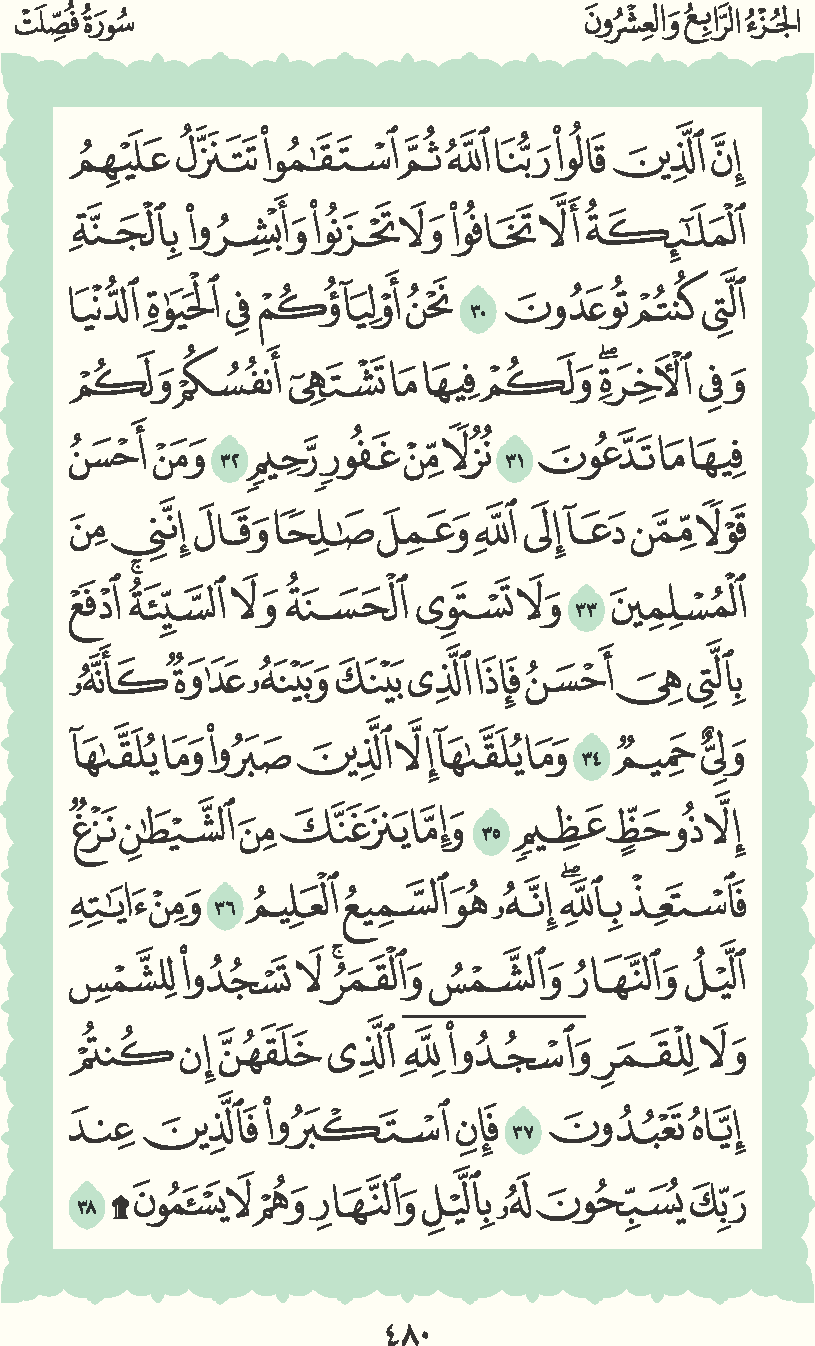 الجُزْءُ الرَّابِعُ وَالعِشْرُونَ
سُورَةُ فُصِّلَتْ
إِنَّ ٱلَّذِينَ قَالُوا۟ رَبُّنَا ٱللَّهُ ثُمَّ ٱسْتَقَـٰمُوا۟ تَتَنَزَّلُ عَلَيْهِمُ
ٱلْمَلَـٰٓئِكَةُ أَلَّا تَخَافُوا۟ وَلَا تَحْزَنُوا۟ وَأَبْشِرُوا۟ بِٱلْجَنَّةِ
ٱلَّتِى كُنتُمْ تُوعَدُونَ ٣٠ نَحْنُ أَوْلِيَآؤُكُمْ فِى ٱلْحَيَوٰةِ ٱلدُّنْيَا
وَفِى ٱلْـَٔاخِرَةِ ۖ وَلَكُمْ فِيهَا مَا تَشْتَهِىٓ أَنفُسُكُمْ وَلَكُمْ
فِيهَا مَا تَدَّعُونَ ٣١ نُزُلًا مِّنْ غَفُورٍ رَّحِيمٍ ٣٢ وَمَنْ أَحْسَنُ
قَوْلًا مِّمَّن دَعَآ إِلَى ٱللَّهِ وَعَمِلَ صَـٰلِحًا وَقَالَ إِنَّنِى مِنَ
ٱلْمُسْلِمِينَ ٣٣ وَلَا تَسْتَوِى ٱلْحَسَنَةُ وَلَا ٱلسَّيِّئَةُ ۚ ٱدْفَعْ
بِٱلَّتِى هِىَ أَحْسَنُ فَإِذَا ٱلَّذِى بَيْنَكَ وَبَيْنَهُۥ عَدَٰوَةٌ كَأَنَّهُۥ
وَلِىٌّ حَمِيمٌ ٣٤ وَمَا يُلَقَّىٰهَآ إِلَّا ٱلَّذِينَ صَبَرُوا۟ وَمَا يُلَقَّىٰهَآ
إِلَّا ذُو حَظٍّ عَظِيمٍ ٣٥ وَإِمَّا يَنزَغَنَّكَ مِنَ ٱلشَّيْطَـٰنِ نَزْغٌ
فَٱسْتَعِذْ بِٱللَّهِ ۖ إِنَّهُۥ هُوَ ٱلسَّمِيعُ ٱلْعَلِيمُ ٣٦ وَمِنْ ءَايَـٰتِهِ
ٱلَّيْلُ وَٱلنَّهَارُ وَٱلشَّمْسُ وَٱلْقَمَرُ ۚ لَا تَسْجُدُوا۟ لِلشَّمْسِ
وَلَا لِلْقَمَرِ وَٱسْجُدُوا۟ لِلَّهِ ٱلَّذِى خَلَقَهُنَّ إِن كُنتُمْ
إِيَّاهُ تَعْبُدُونَ ٣٧ فَإِنِ ٱسْتَكْبَرُوا۟ فَٱلَّذِينَ عِندَ
رَبِّكَ يُسَبِّحُونَ لَهُۥ بِٱلَّيْلِ وَٱلنَّهَارِ وَهُمْ لَا يَسْـَٔمُونَ ۩ ٣٨
٤٨٠